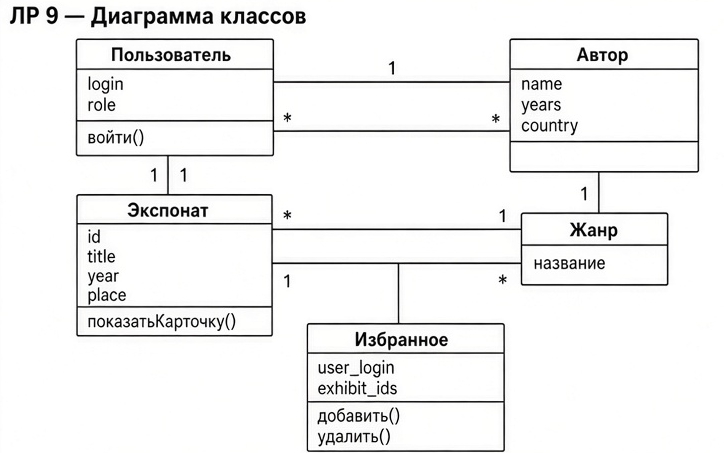 ЛР 9 — Диаграмма классов
Пользователь
login
role
войти()
1
* *
Автор
name
years
country
1 1
1
Экспонат
id
title
year
place
показатьКарточку()
* 1
1 *
Жанр
название
Избранное
user_login
exhibit_ids
добавить()
удалить()